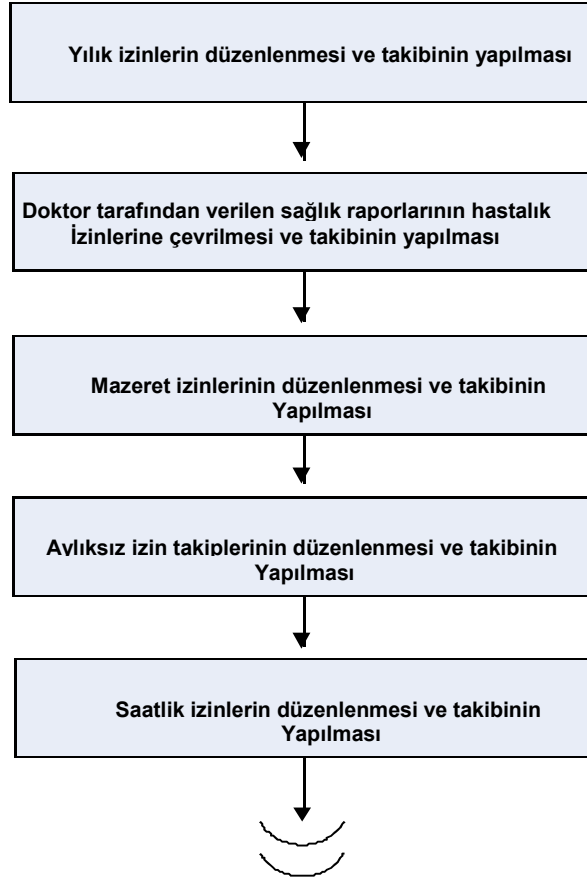 Yılık izinlerin düzenlenmesi ve takibinin yapılması
Doktor tarafından verilen sağlık raporlarının hastalık
İzinlerine çevrilmesi ve takibinin yapılması
Mazeret izinlerinin düzenlenmesi ve takibinin
Yapılması
Aylıksız izin takiplerinin düzenlenmesi ve takibinin
Yapılması
Saatlik izinlerin düzenlenmesi ve takibinin
Yapılması